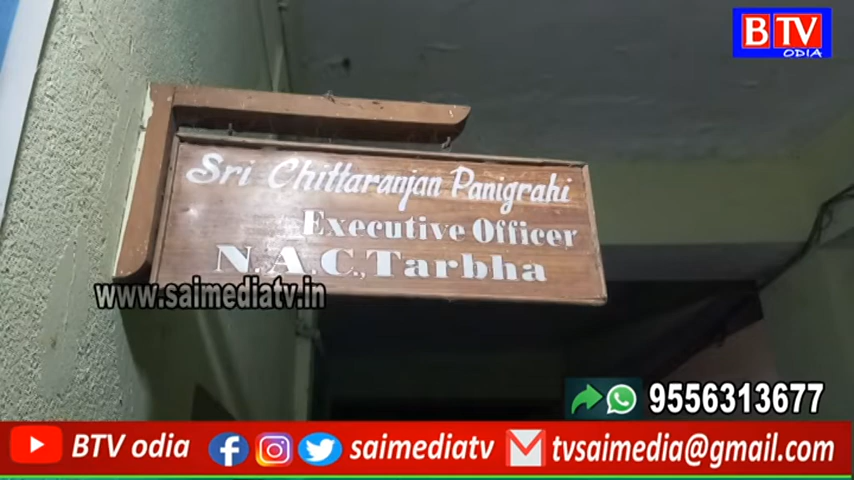 BTV
ODIA
Sri Chittaranjan Panigrahi
Executive Officer
N.A.C., Tarbha
www.saimediatv.in
9556313677
BTV odia
saimediatv
tvsaimedia@gmail.com